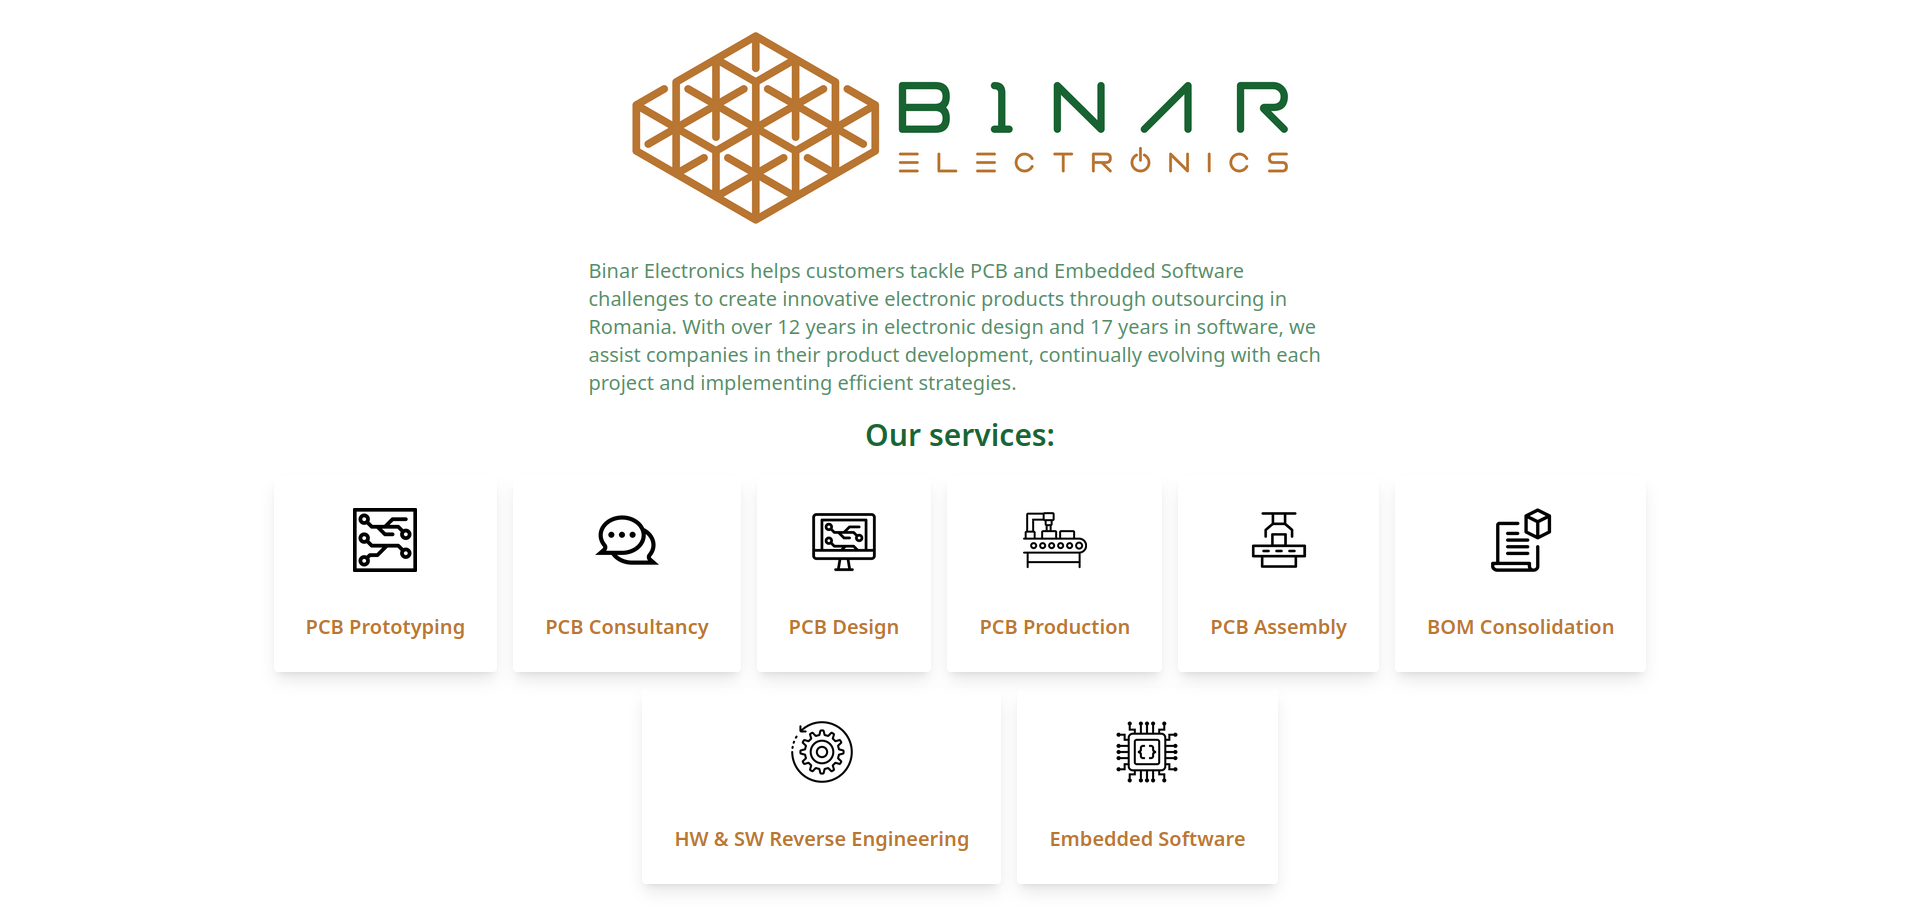 B1NAR
ELECTRONICS
Binar Electronics helps customers tackle PCB and Embedded Software
challenges to create innovative electronic products through outsourcing in
Romania. With over 12 years in electronic design and 17 years in software, we
assist companies in their product development, continually evolving with each
project and implementing efficient strategies.
Our services:
PCB Prototyping
PCB Consultancy
PCB Design
PCB Production
PCB Assembly
BOM Consolidation
HW & SW Reverse Engineering
Embedded Software